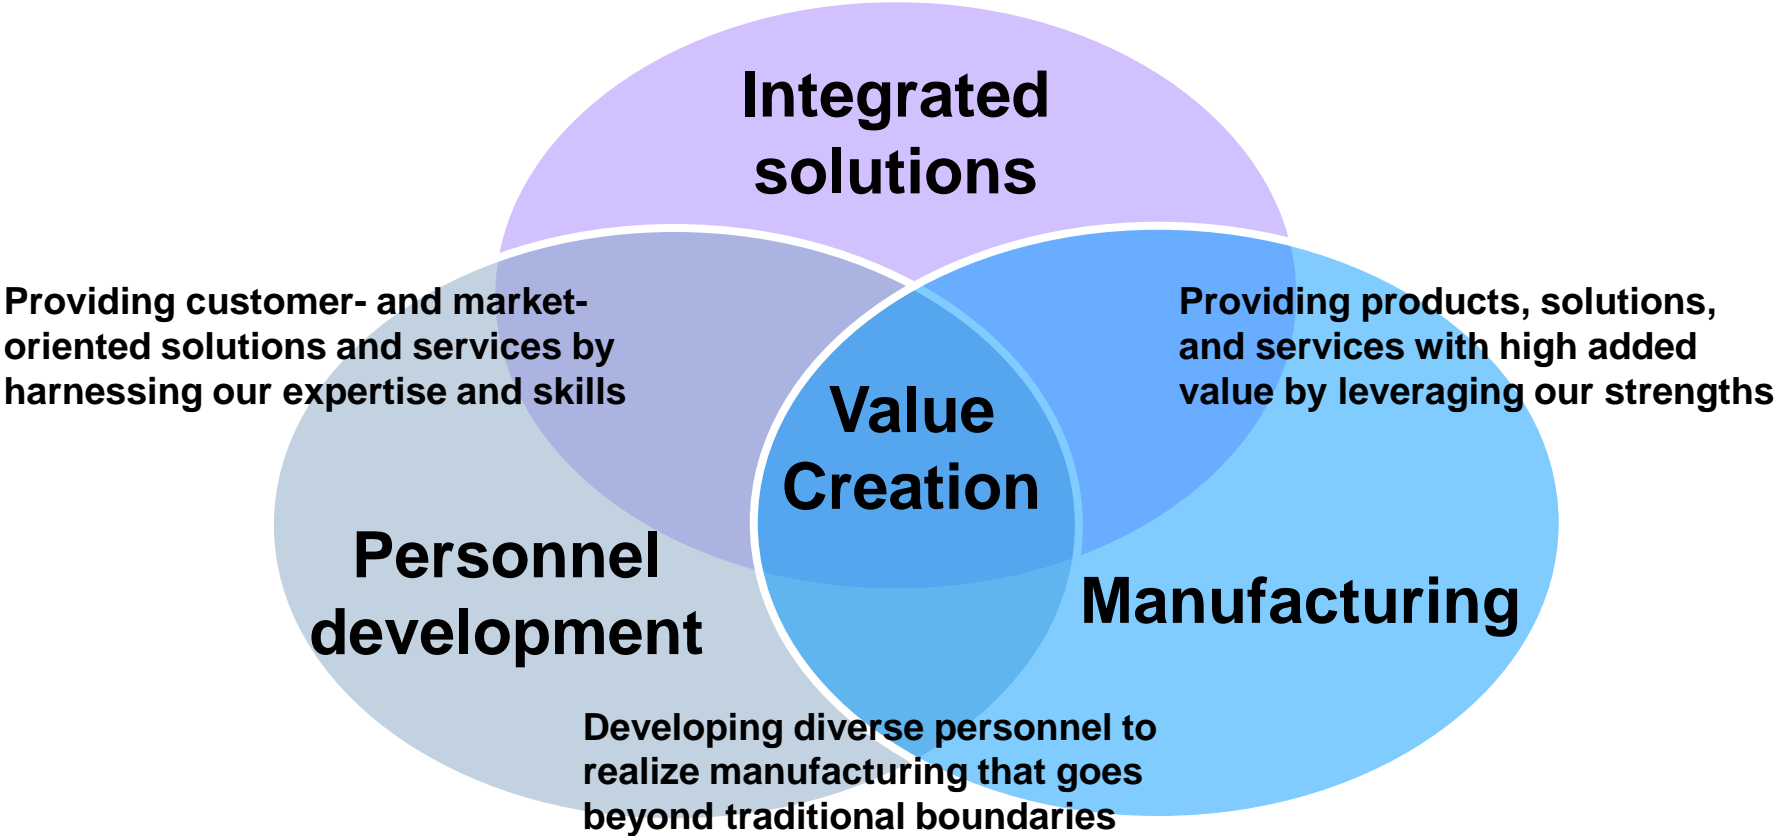 Integrated
solutions
Providing customer- and market-
oriented solutions and services by
harnessing our expertise and skills
Providing products, solutions,
and services with high added
value by leveraging our strengths
Value
Creation
Personnel
development
Manufacturing
Developing diverse personnel to
realize manufacturing that goes
beyond traditional boundaries